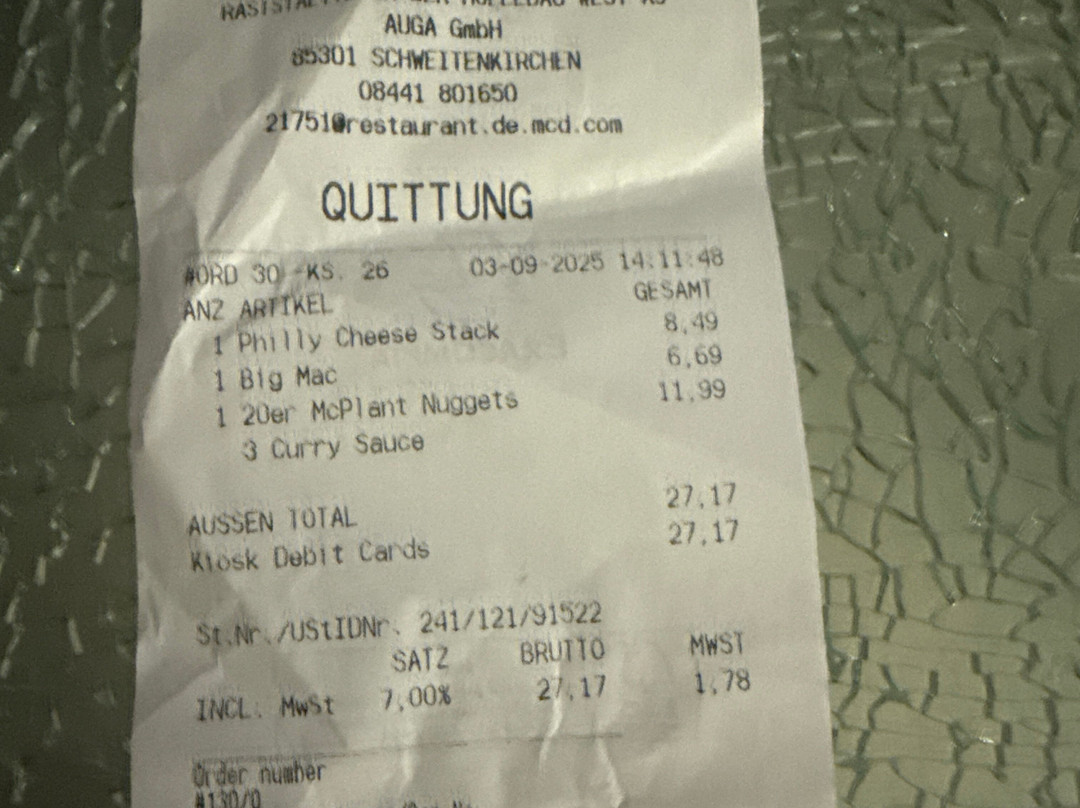 AUGA GmbH
85301 SCHWEITENKIRCHEN
08441 801650
21751@restaurant.de.mcd.com
QUITTUNG
#ORD 30 -KS. 26 03-09-2025 14:11:48
ANZ ARTIKEL GESAMT
1 Philly Cheese Stack 8,49
1 Big Mac 6,69
1 20er McPlant Nuggets 11,99
3 Curry Sauce
AUSSEN TOTAL 27,17
Kiosk Debit Cards 27,17
St.Nr./UStIDNr. 241/121/91522
SATZ BRUTTO MWST
INCL. MwSt 7,00% 27,17 1,78
Order number
#130/0